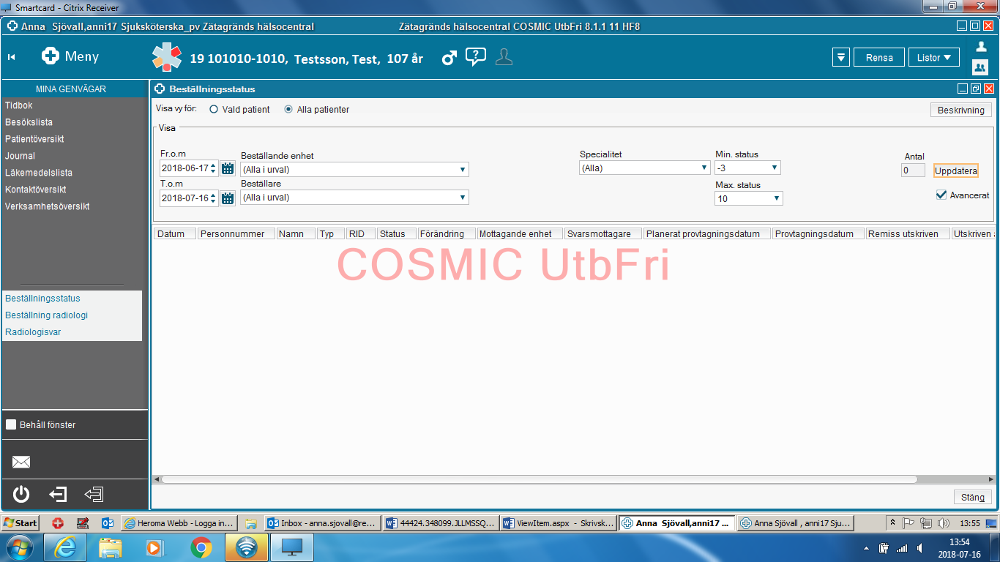 Smartcard - Citrix Receiver
Anna Sjövall,anni17 Sjuksköterska_pv Zätagränds hälsocentral
Zätagränds hälsocentral COSMIC UtbFri 8.1.1 11 HF8
Meny
19 101010-1010, Testsson, Test, 107 år
Rensa
Listor
MINA GENVÄGAR
Tidbok
Besökslista
Patientöversikt
Journal
Läkemedelslista
Kontaktöversikt
Verksamhetsöversikt
Beställningsstatus
Beställning radiologi
Radiologisvar
Behåll fönster
Beställningsstatus
Visa vy för:
Vald patient
Alla patienter
Beskrivning
Visa
Fr.o.m
2018-06-17
Beställande enhet
(Alla i urval)
Specialitet
(Alla)
Min. status
-3
Antal
0
Uppdatera
T.o.m
2018-07-16
Beställare
(Alla i urval)
Max. status
10
Avancerat
Datum Personnummer Namn Typ RID Status Förändring Mottagande enhet Svarsmottagare Planerat provtagningsdatum Provtagningsdatum Remiss utskriven Utskriven
COSMIC UtbFri
Stäng
Start
Heroma Webb - Logga in...
Inbox - anna.sjovall@re...
44424.348099.JLLMSSQ...
ViewItem.aspx - Skrivsk...
Anna Sjövall,anni17 ...
Anna Sjövall , anni17 Sju...
13:55
13:54
2018-07-16